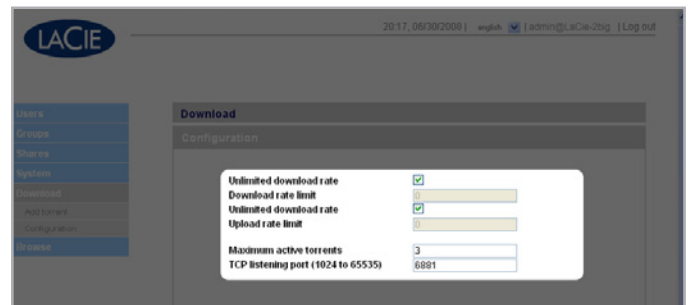 20:17, 06/30/2008 | english | admin@LaCie-2big | Log out
LACIE
Users
Groups
Shares
System
Download
Add torrent
Configuration
Browse
Download
Configuration
Unlimited download rate
Download rate limit 0
Unlimited download rate
Upload rate limit 0
Maximum active torrents 3
TCP listening port (1024 to 65535) 6881